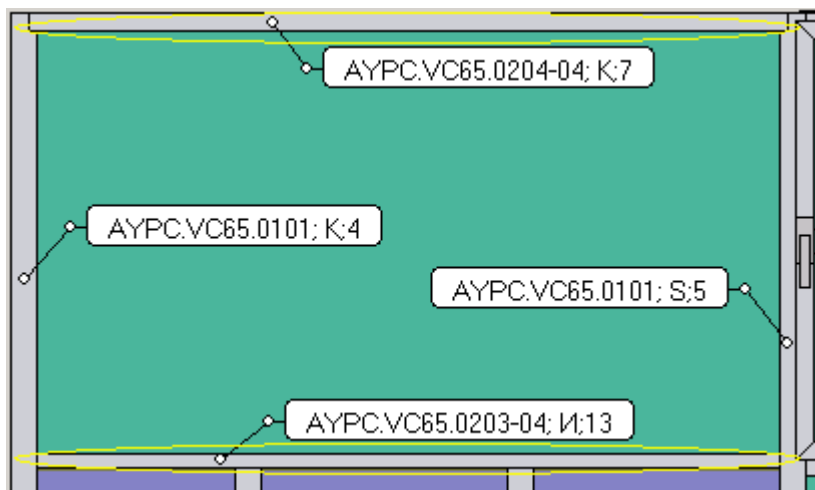 AYPC.VC65.0204-04; K;7
AYPC.VC65.0101; K;4
AYPC.VC65.0101; S;5
AYPC.VC65.0203-04; И;13